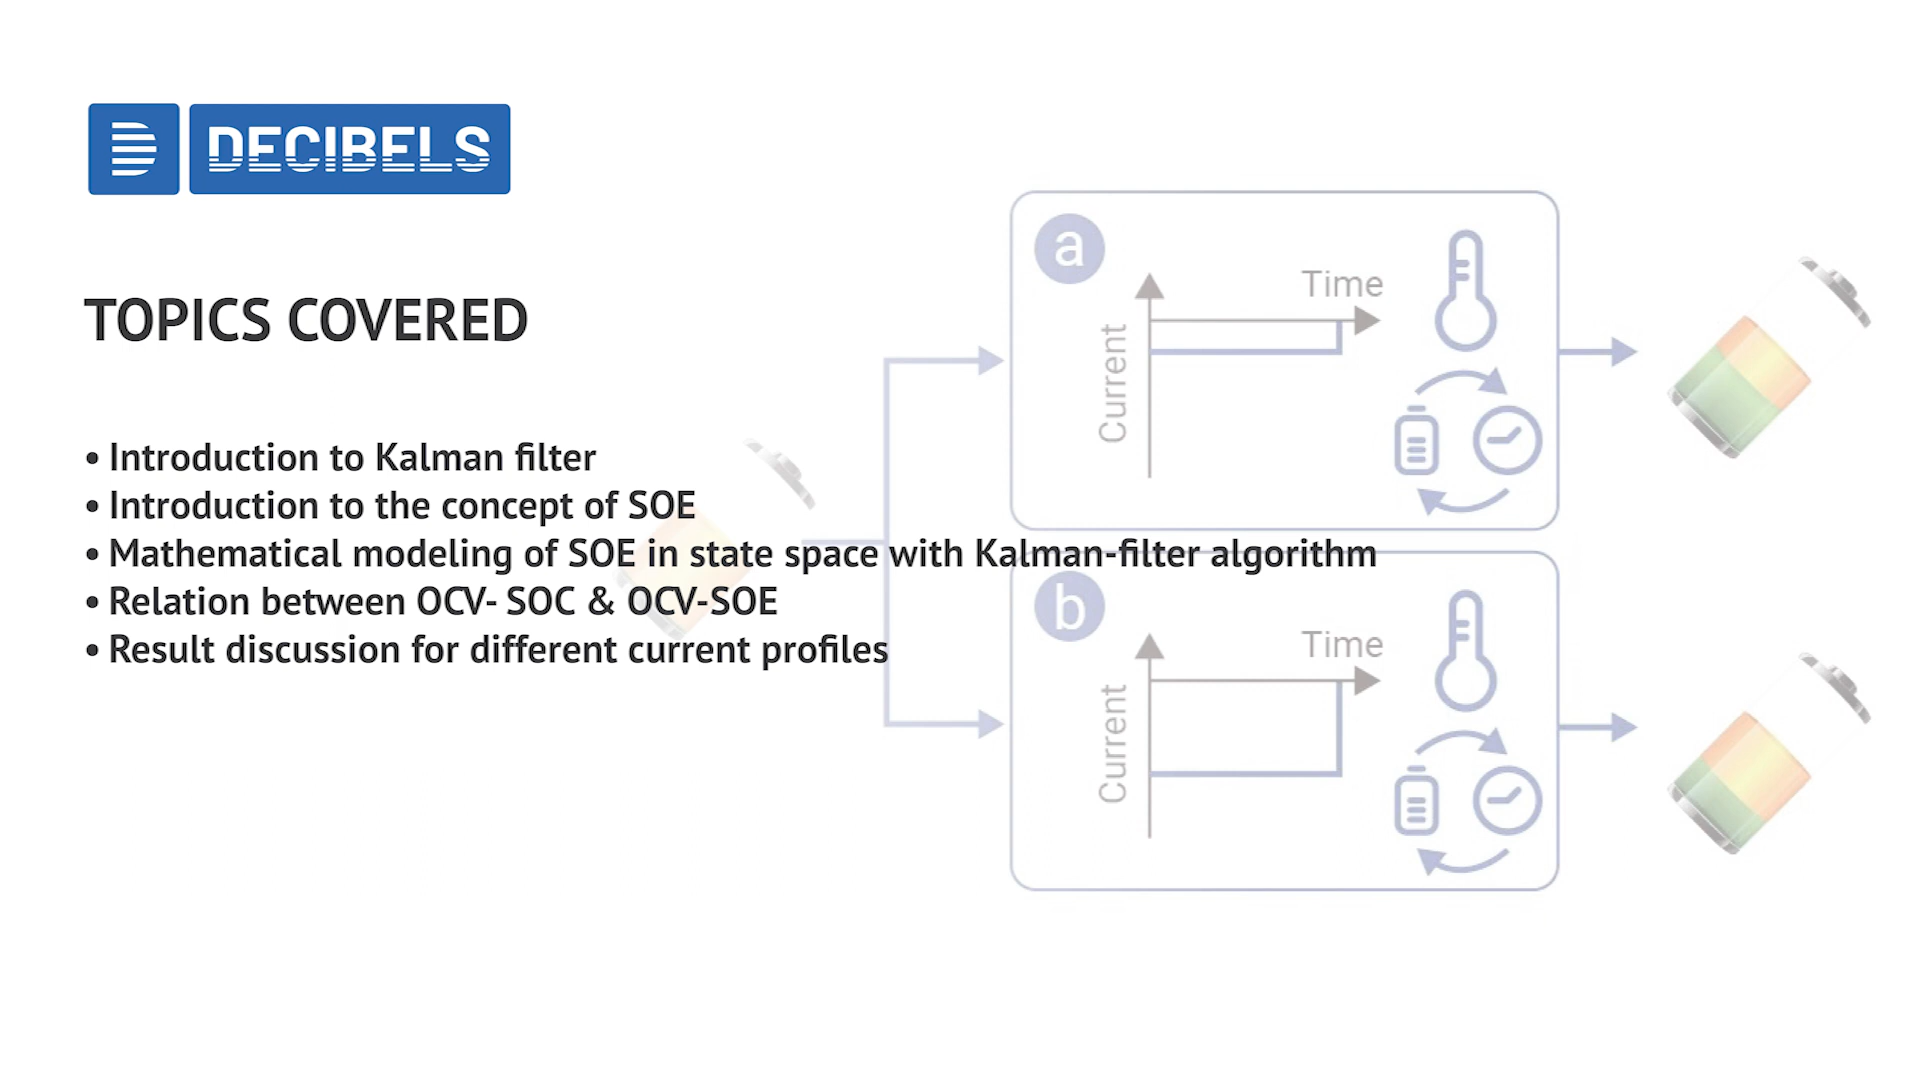 DECIBELS
TOPICS COVERED
• Introduction to Kalman filter
• Introduction to the concept of SOE
• Mathematical modeling of SOE in state space with Kalman-filter algorithm
• Relation between OCV- SOC & OCV-SOE
• Result discussion for different current profiles
a
Time
Current
b
Time
Current